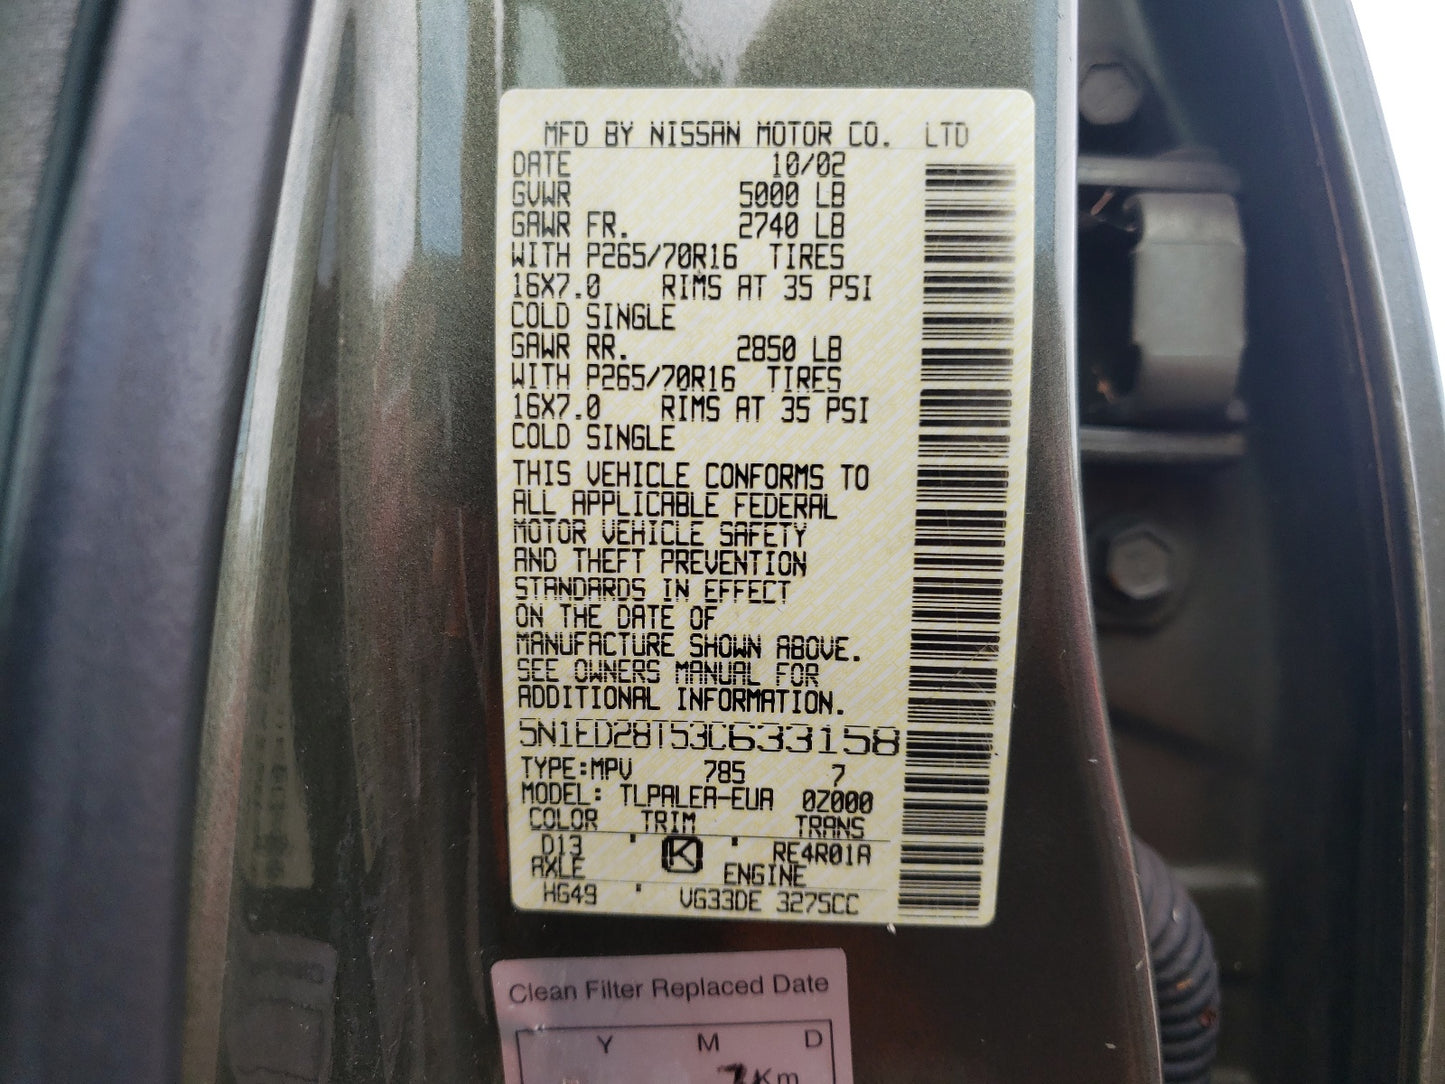 MFD BY NISSAN MOTOR CO. LTD
DATE 10/02
GVWR 5000 LB
GAWR FR. 2740 LB
WITH P265/70R16 TIRES
16X7.0 RIMS AT 35 PSI
COLD SINGLE
GAWR RR. 2850 LB
WITH P265/70R16 TIRES
16X7.0 RIMS AT 35 PSI
COLD SINGLE
THIS VEHICLE CONFORMS TO
ALL APPLICABLE FEDERAL
MOTOR VEHICLE SAFETY
AND THEFT PREVENTION
STANDARDS IN EFFECT
ON THE DATE OF
MANUFACTURE SHOWN ABOVE.
SEE OWNERS MANUAL FOR
ADDITIONAL INFORMATION.
5N1ED28T53C633158
TYPE:MPV 785 7
MODEL: TLPALEA-EUA 0Z000
COLOR TRIM TRANS
D13 ' K ' RE4R01A
AXLE ENGINE
HG49 ' VG33DE 3275CC
Clean Filter Replaced Date
Y M D
Km